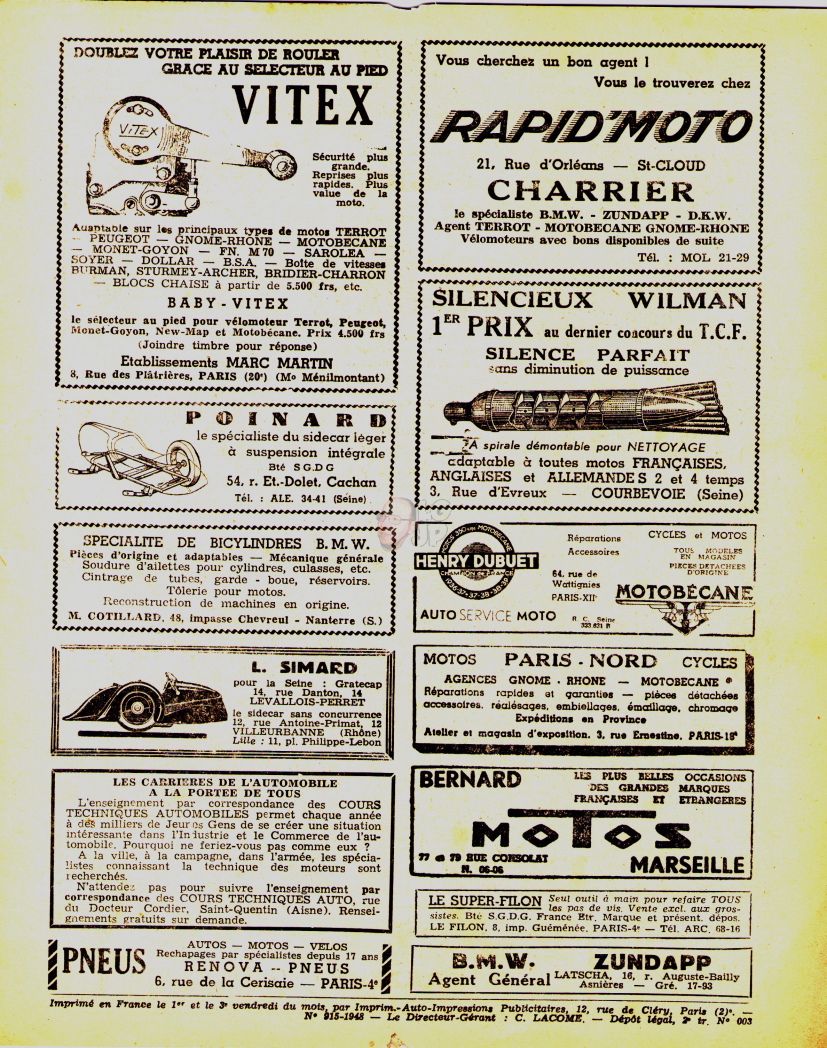 DOUBLEZ VOTRE PLAISIR DE ROULER
GRACE AU SELECTEUR AU PIED
VITEX
VITEX
Sécurité plus
grande.
Reprises plus
rapides. Plus
value de la
moto.
Adaptable sur les principaux types de motos TERROT
— PEUGEOT — GNOME-RHONE — MOTOBECANE
— MONET-GOYON — FN. M 70 — SAROLEA —
SOYER — DOLLAR — B.S.A. — Boîte de vitesses
BURMAN, STURMEY-ARCHER, BRIDIER-CHARRON
— BLOCS CHAISE à partir de 5.500 frs, etc.
BABY-VITEX
le sélecteur au pied pour vélomoteur Terrot, Peugeot,
Monet-Goyon, New-Map et Motobécane. Prix 4.500 frs
(Joindre timbre pour réponse)
Etablissements MARC MARTIN
8, Rue des Plâtrières, PARIS (20e) (Mo Ménilmontant)
POINARD
le spécialiste du sidecar lèger
à suspension intégrale
Bté S G.D G
54, r. Et.-Dolet, Cachan
Tél. : ALE. 34-41 (Seine)
SPECIALITE DE BICYLINDRES B.M.W.
Pièces d'origine et adaptables — Mécanique générale
Soudure d'ailettes pour cylindres, culasses, etc.
Cintrage de tubes, garde - boue, réservoirs.
Tôlerie pour motos.
Reconstruction de machines en origine.
M. COTILLARD, 48, impasse Chevreul - Nanterre (S.)
L. SIMARD
pour la Seine : Gratecap
14, rue Danton, 14
LEVALLOIS-PERRET
le sidecar sans concurrence
12, rue Antoine-Primat, 12
VILLEURBANNE (Rhône)
Lille : 11, pl. Philippe-Lebon
LES CARRIERES DE L'AUTOMOBILE
A LA PORTEE DE TOUS
L'enseignement par correspondance des COURS
TECHNIQUES AUTOMOBILES permet chaque année
à des milliers de Jeunes Gens de se créer une situation
intéressante dans l'Industrie et le Commerce de l'au-
tomobile. Pourquoi ne feriez-vous pas comme eux ?
A la ville, à la campagne, dans l'armée, les spécia-
listes connaissant la technique des moteurs sont
recherchés.
N'attendez pas pour suivre l'enseignement par
correspondance des COURS TECHNIQUES AUTO, rue
du Docteur Cordier, Saint-Quentin (Aisne). Rensei-
gnements gratuits sur demande.
PNEUS
AUTOS — MOTOS — VELOS
Rechapages par spécialistes depuis 17 ans
RENOVA -- PNEUS
6, rue de la Cerisaie — PARIS-4e
Vous cherchez un bon agent !
Vous le trouverez chez
RAPID'MOTO
21, Rue d'Orléans — St-CLOUD
CHARRIER
le spécialiste B.M.W. - ZUNDAPP - D.K.W.
Agent TERROT - MOTOBECANE GNOME-RHONE
Vélomoteurs avec bons disponibles de suite
Tél. : MOL 21-29
SILENCIEUX WILMAN
1ER PRIX au dernier concours du T.C.F.
SILENCE PARFAIT
sans diminution de puissance
A spirale démontable pour NETTOYAGE
adaptable à toutes motos FRANÇAISES,
ANGLAISES et ALLEMANDES 2 et 4 temps
3, Rue d'Evreux — COURBEVOIE (Seine)
HENRY DUBUET
AUTO SERVICE MOTO
Réparations
Accessoires
64, rue de
Wattignies
PARIS-XIIe
R. C. Seine
CYCLES et MOTOS
TOUS MODELES
EN MAGASIN
PIECES DETACHEES
D'ORIGINE
MOTOBÉCANE
MOTOS PARIS-NORD CYCLES
AGENCES GNOME-RHONE — MOTOBECANE
Réparations rapides et garanties — pièces détachées
accessoires, réalésages, embiellages, émaillage, chromage
Expéditions en Province
Atelier et magasin d'exposition. 3, rue Ernestine. PARIS-18e
BERNARD
LES PLUS BELLES OCCASIONS
DES GRANDES MARQUES
FRANÇAISES ET ETRANGERES
MOTOS
77 et 79 RUE CONSOLAT
N. 06-06
MARSEILLE
LE SUPER-FILON Seul outil à main pour refaire TOUS
les pas de vis. Vente excl. aux gros-
sistes. Bté S.G.D.G. France Etr. Marque et présent. dépos.
LE FILON, 8, imp. Guéménée, PARIS-4e — Tél. ARC. 68-16
B.M.W. ZUNDAPP
Agent Général LATSCHA, 16, r. Auguste-Bailly
Asnières — Gré. 17-93
Imprimé en France le 1er et le 3e vendredi du mois, par Imprim.-Auto-Impressions Publicitaires, 12, rue de Cléry, Paris (2)e. —
No 915-1948 — Le Directeur-Gérant : C. LACOME. — Dépôt légal, 2e tr. No 003